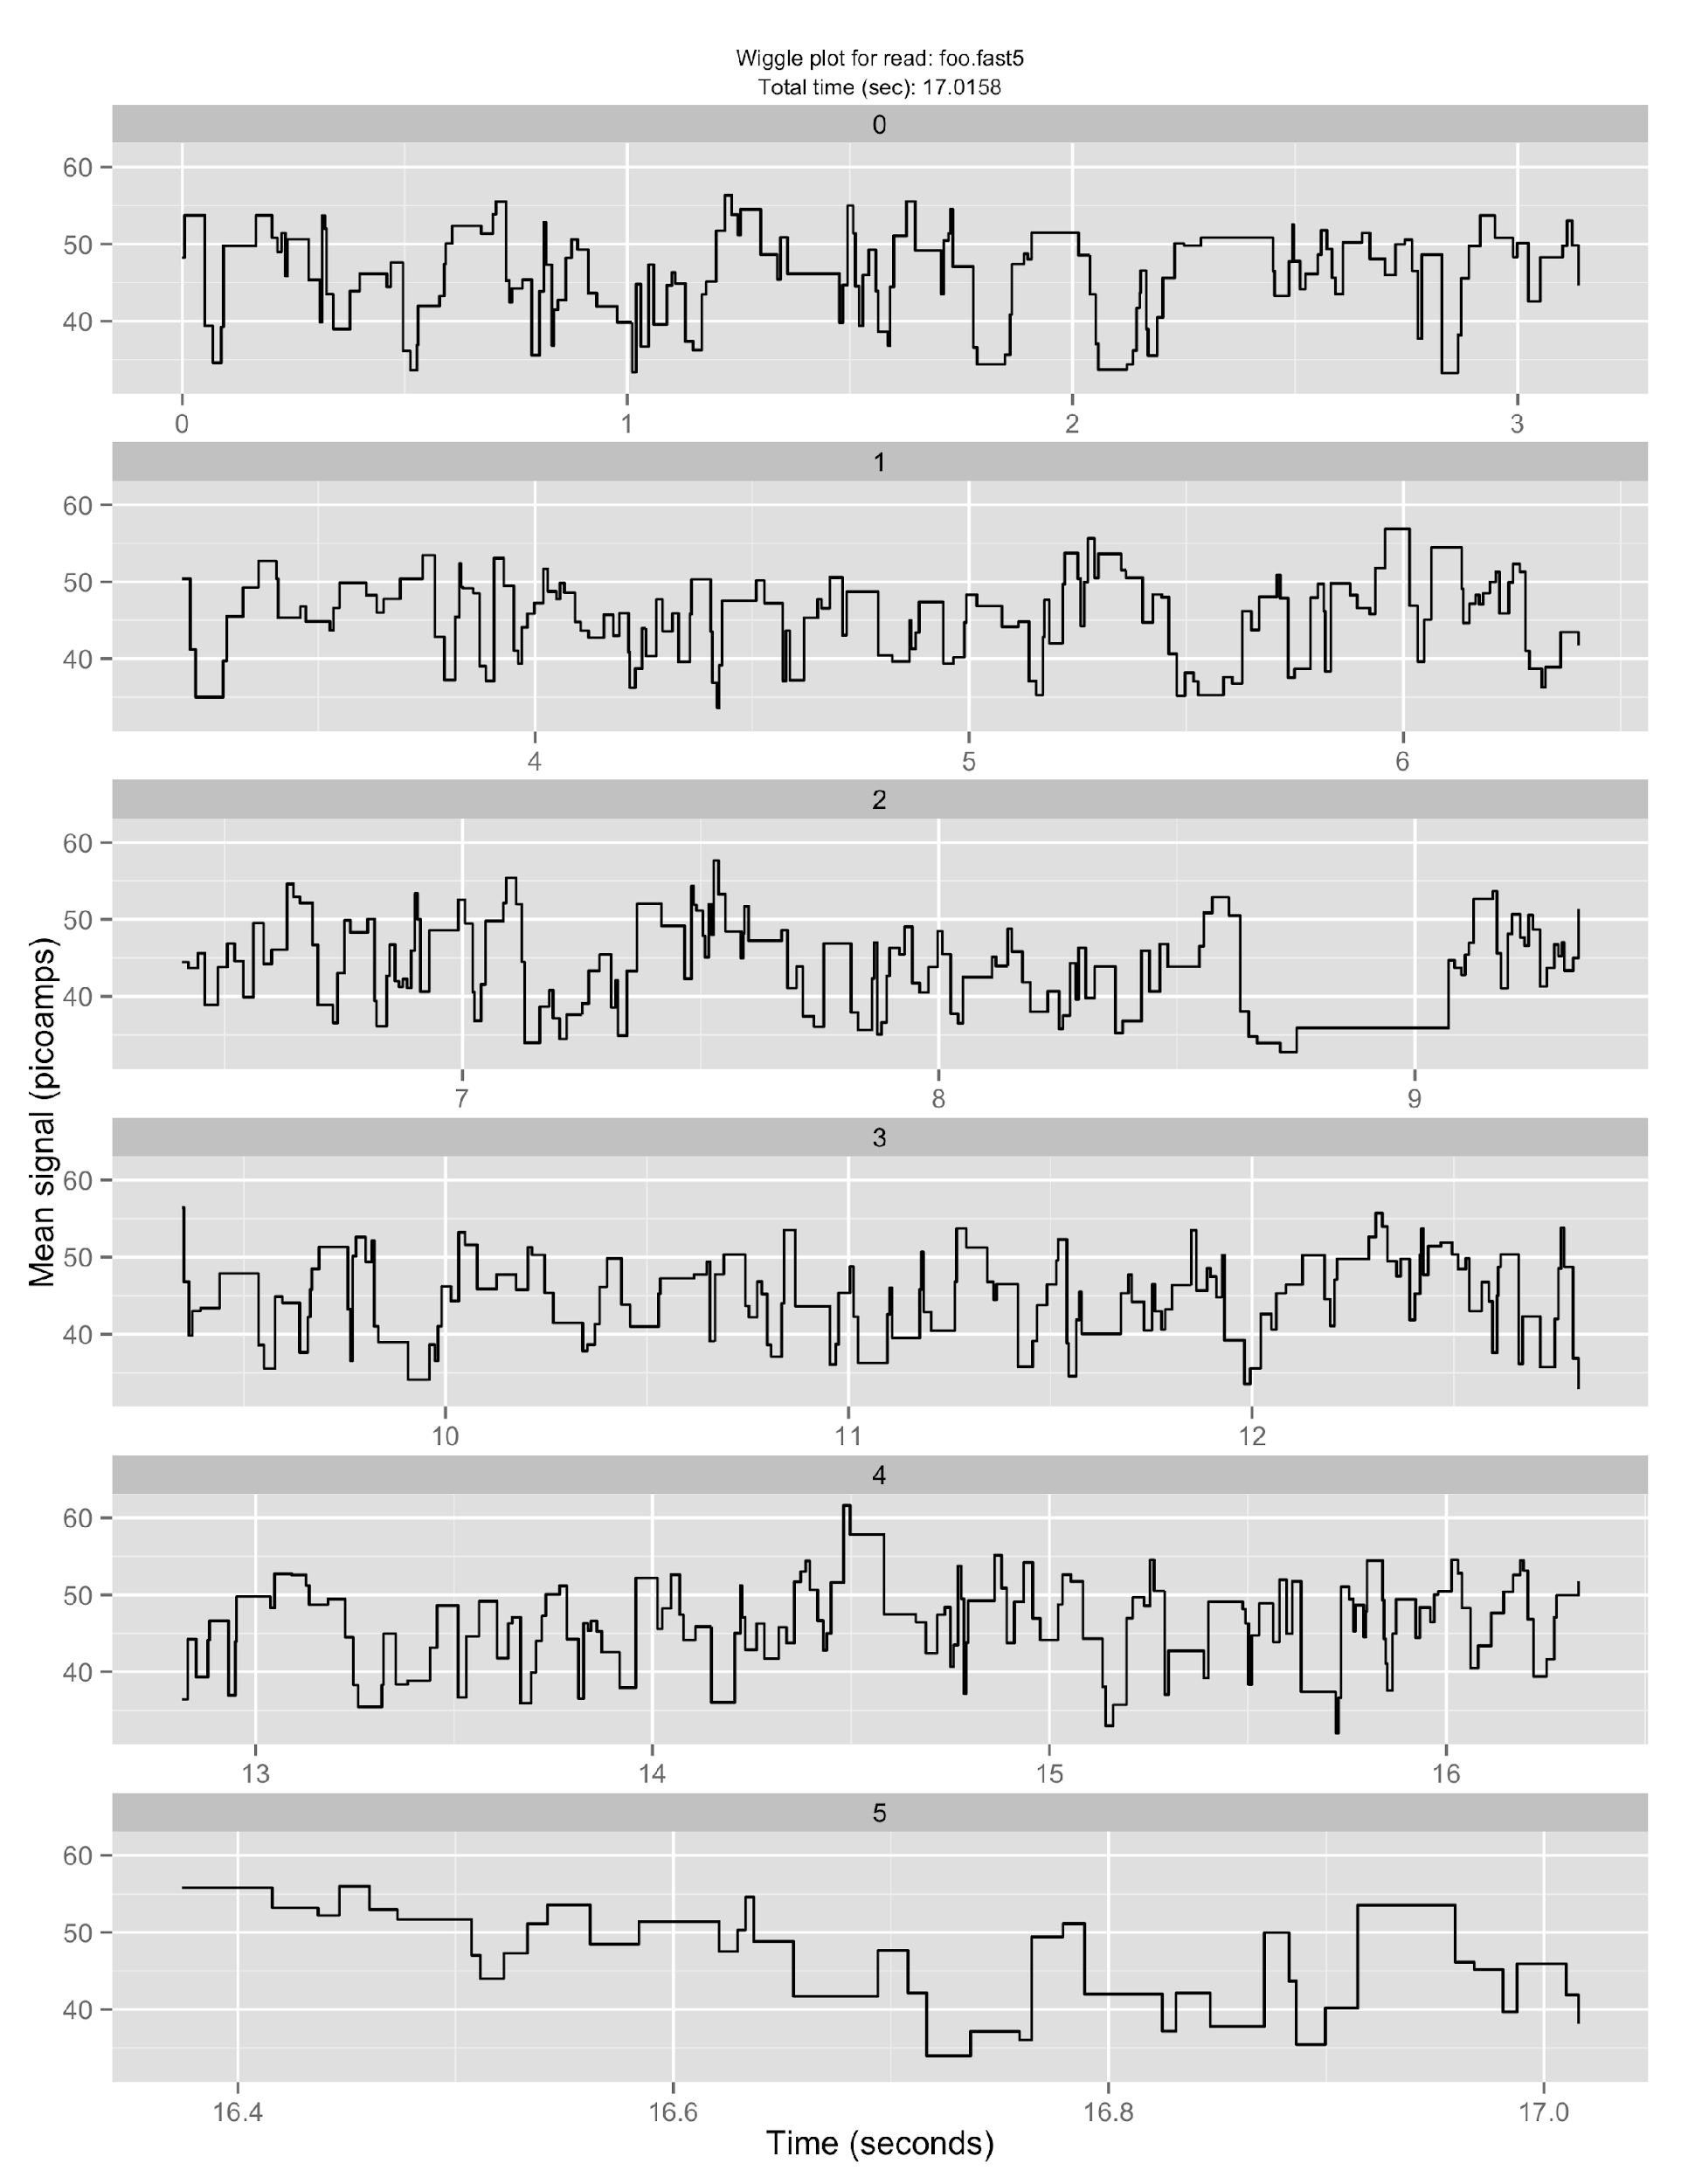 Wiggle plot for read: foo.fast5
Total time (sec): 17.0158
0
60
50
40
0 1 2 3
1
60
50
40
4 5 6
2
60
50
40
7 8 9
Mean signal (picoamps)
3
60
50
40
10 11 12
4
60
50
40
13 14 15 16
5
60
50
40
16.4 16.6 16.8 17.0
Time (seconds)